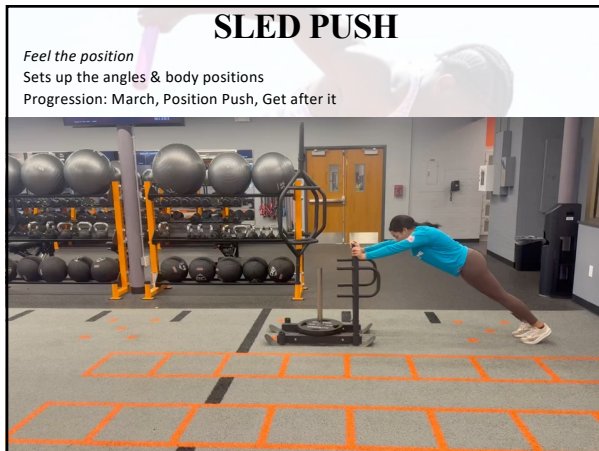 SLED PUSH
Feel the position
Sets up the angles & body positions
Progression: March, Position Push, Get after it